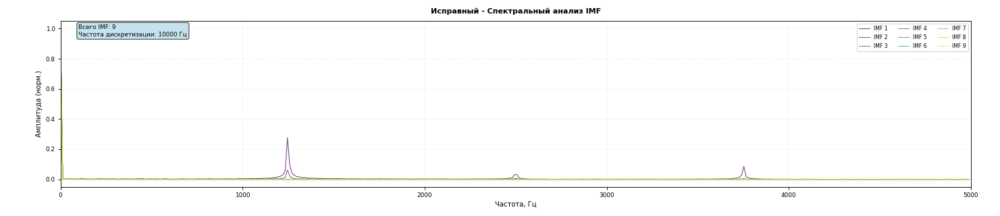 Исправный - Спектральный анализ IMF
Всего IMF: 9
Частота дискретизации: 10000 Гц
IMF 1
IMF 2
IMF 3
IMF 4
IMF 5
IMF 6
IMF 7
IMF 8
IMF 9
Амплитуда (норм.)
1.0
0.8
0.6
0.4
0.2
0.0
0
1000
2000
3000
4000
5000
Частота, Гц